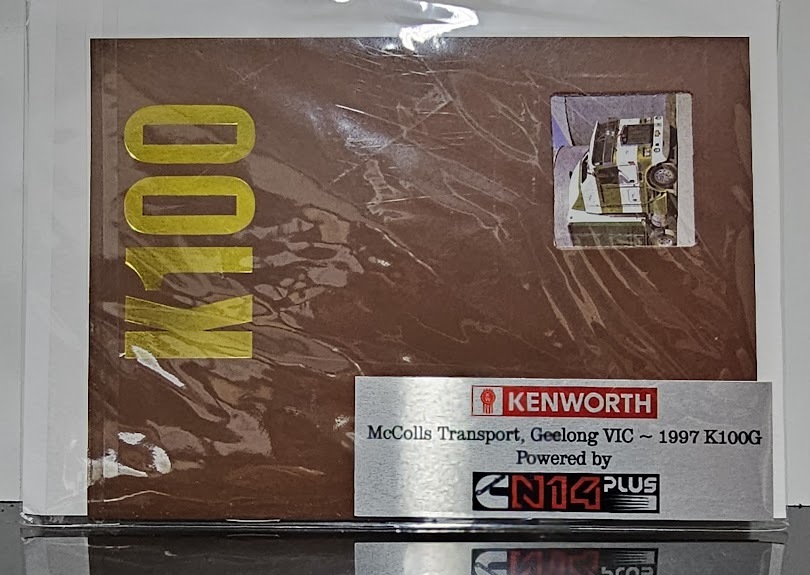 K100
KENWORTH
McColls Transport, Geelong VIC ~ 1997 K100G
Powered by
N14 PLUS